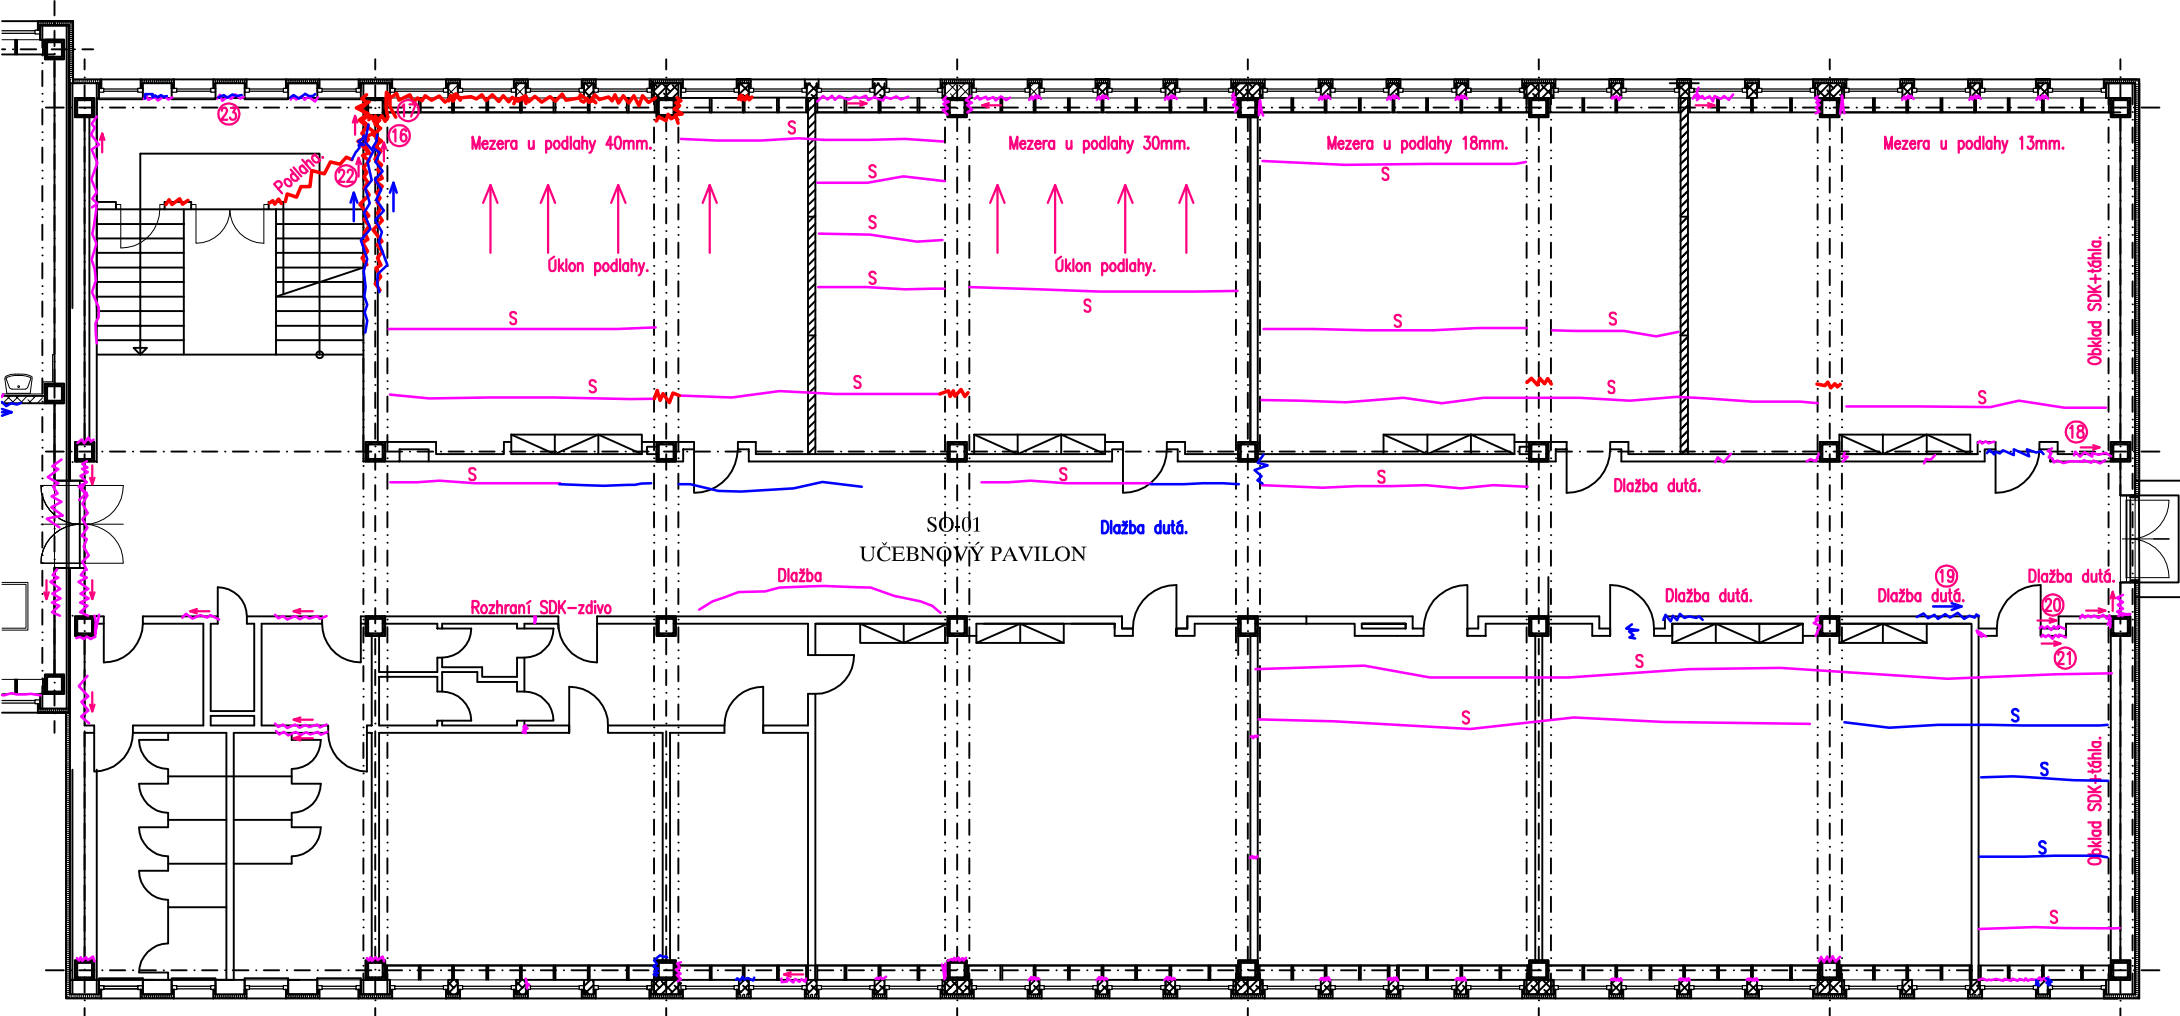 23
17
16
22
Podlaha.
Mezera u podlahy 40mm.
S
Mezera u podlahy 30mm.
Mezera u podlahy 18mm.
Mezera u podlahy 13mm.
S
S
S
S
Úklon podlahy.
Úklon podlahy.
S
S
S
S
S
Obklad SDK+táhla.
S
S
S
S
18
S
S
S
Dlažba dutá.
SO-01
UČEBNOVÝ PAVILON
Dlažba dutá.
Dlažba
Rozhraní SDK-zdivo
Dlažba dutá.
19
Dlažba dutá.
Dlažba dutá.
20
21
S
S
S
S
Obklad SDK+táhla.
S
S